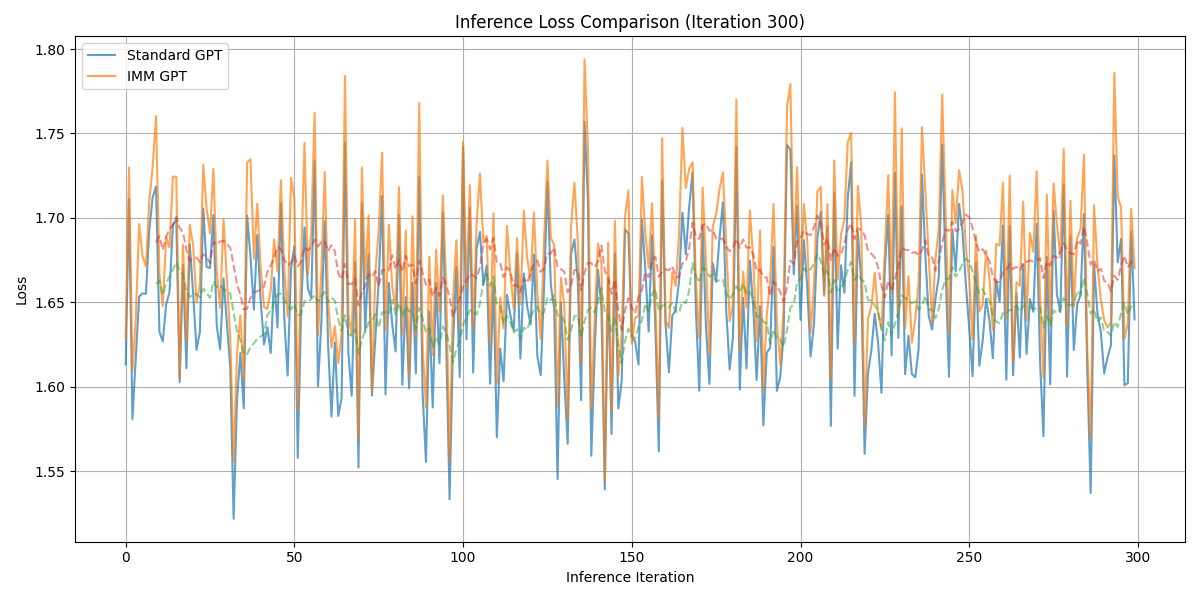 Inference Loss Comparison (Iteration 300)
Standard GPT
IMM GPT
1.80
1.75
1.70
1.65
1.60
1.55
Loss
0
50
100
150
200
250
300
Inference Iteration